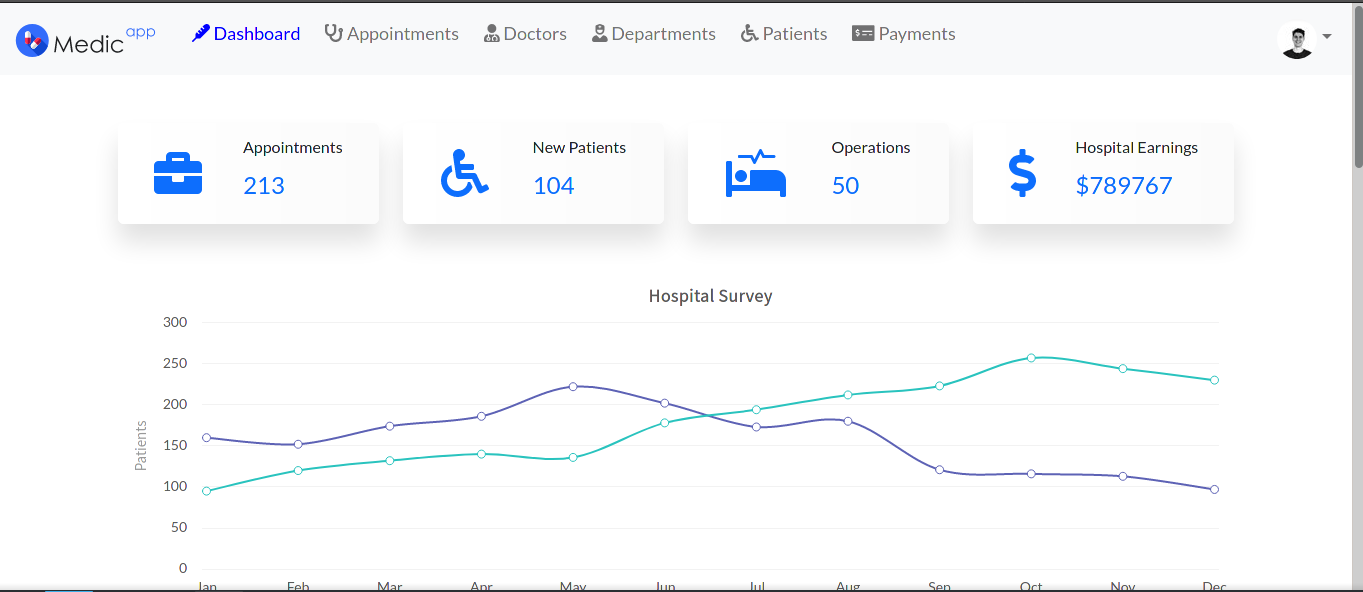 Medic app
Dashboard Appointments Doctors Departments Patients Payments
Appointments
213
New Patients
104
Operations
50
Hospital Earnings
$789767
Hospital Survey
Patients
300
250
200
150
100
50
0
Jan Feb Mar Apr May Jun Jul Aug Sep Oct Nov Dec